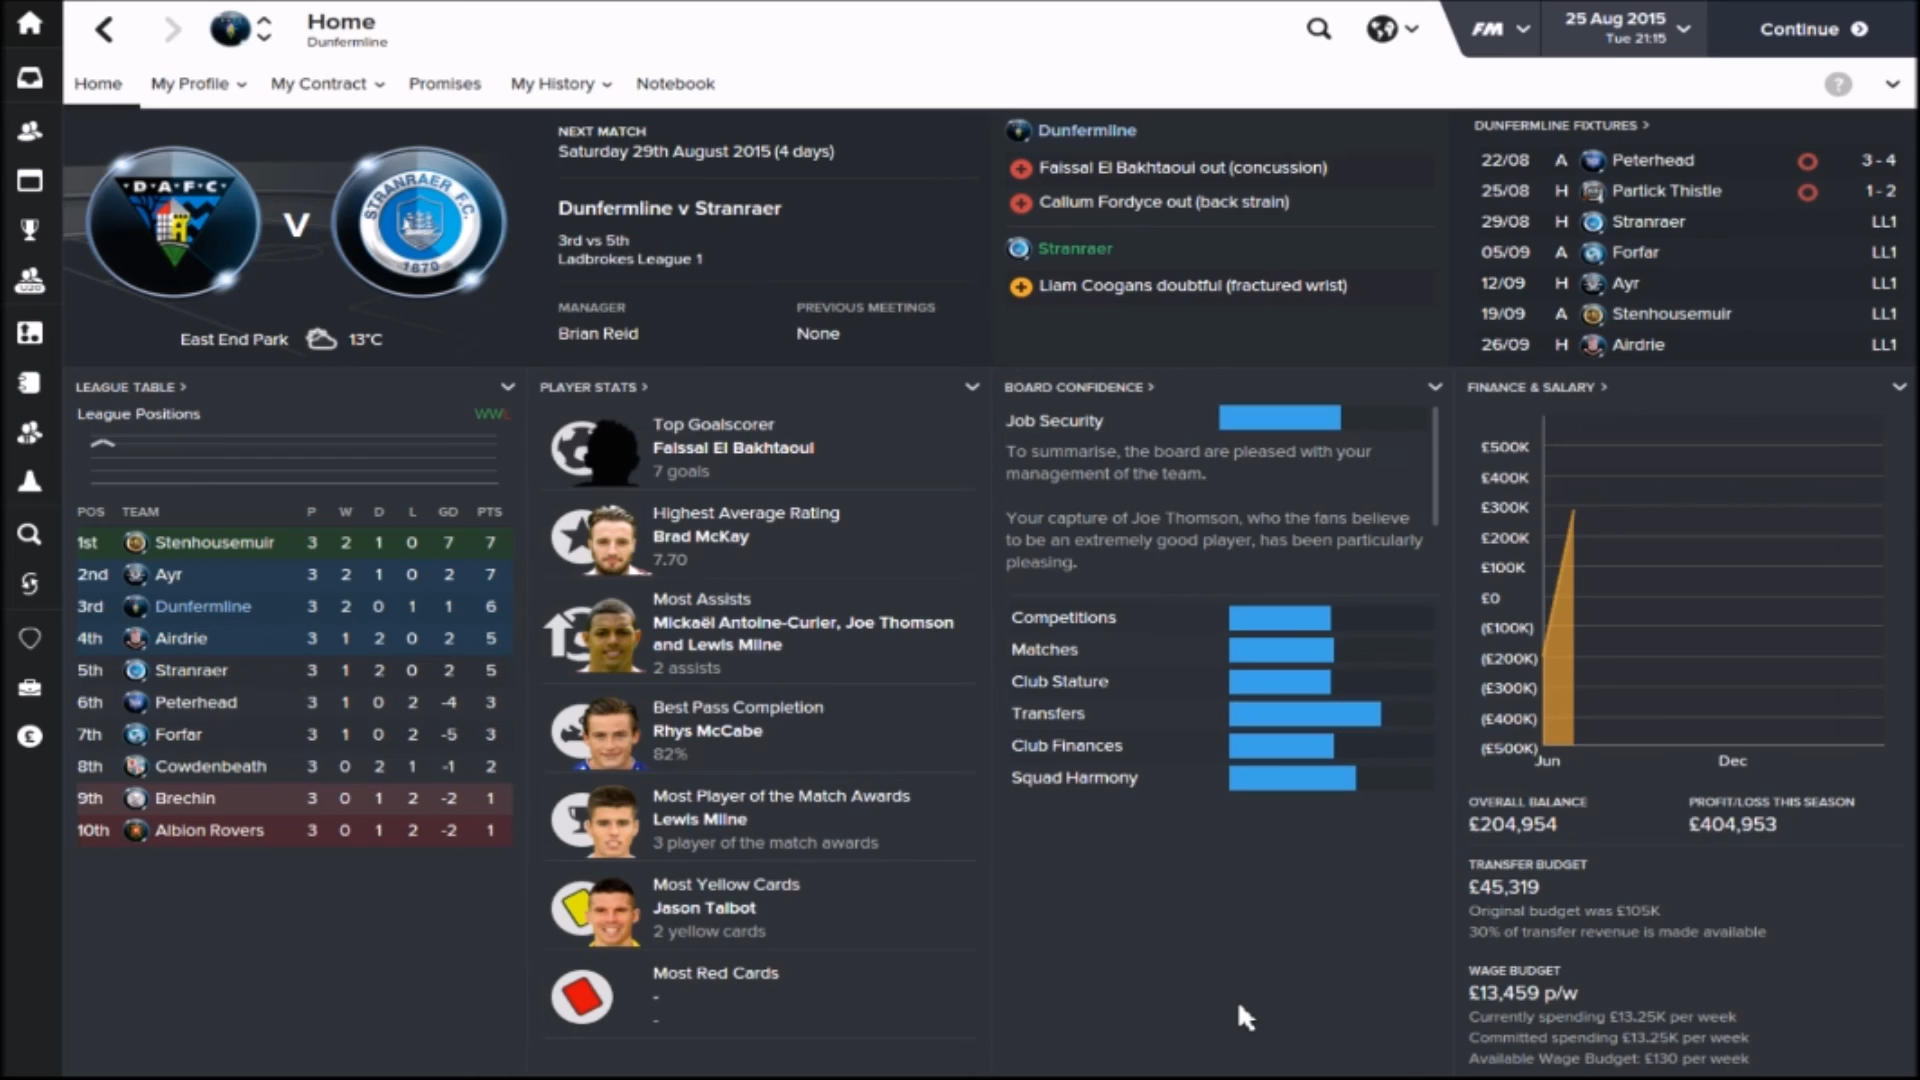 Home
Dunfermline
FM
25 Aug 2015
Tue 21:15
Continue
Home
My Profile
My Contract
Promises
My History
Notebook
?
D·A·F·C
V
STRANRAER F.C.
1870
East End Park
13°C
NEXT MATCH
Saturday 29th August 2015 (4 days)
Dunfermline v Stranraer
3rd vs 5th
Ladbrokes League 1
MANAGER
Brian Reid
PREVIOUS MEETINGS
None
Dunfermline
Faissal El Bakhtaoui out (concussion)
Callum Fordyce out (back strain)
Stranraer
Liam Coogans doubtful (fractured wrist)
DUNFERMLINE FIXTURES >
22/08 A Peterhead 3 - 4
25/08 H Partick Thistle 1 - 2
29/08 H Stranraer LL1
05/09 A Forfar LL1
12/09 H Ayr LL1
19/09 A Stenhousemuir LL1
26/09 H Airdrie LL1
U20
LEAGUE TABLE >
League Positions WWL
POS TEAM P W D L GD PTS
1st Stenhousemuir 3 2 1 0 7 7
2nd Ayr 3 2 1 0 2 7
3rd Dunfermline 3 2 0 1 1 6
4th Airdrie 3 1 2 0 2 5
5th Stranraer 3 1 2 0 2 5
6th Peterhead 3 1 0 2 -4 3
7th Forfar 3 1 0 2 -5 3
8th Cowdenbeath 3 0 2 1 -1 2
9th Brechin 3 0 1 2 -2 1
10th Albion Rovers 3 0 1 2 -2 1
PLAYER STATS >
Top Goalscorer
Faissal El Bakhtaoui
7 goals
Highest Average Rating
Brad McKay
7.70
Most Assists
Mickaël Antoine-Curier, Joe Thomson
and Lewis Milne
2 assists
Best Pass Completion
Rhys McCabe
82%
Most Player of the Match Awards
Lewis Milne
3 player of the match awards
Most Yellow Cards
Jason Talbot
2 yellow cards
Most Red Cards
-
-
BOARD CONFIDENCE >
Job Security
To summarise, the board are pleased with your
management of the team.
Your capture of Joe Thomson, who the fans believe
to be an extremely good player, has been particularly
pleasing.
Competitions
Matches
Club Stature
Transfers
Club Finances
Squad Harmony
FINANCE & SALARY >
£500K
£400K
£300K
£200K
£100K
£0
(£100K)
(£200K)
(£300K)
(£400K)
(£500K)
Jun
Dec
OVERALL BALANCE
£204,954
PROFIT/LOSS THIS SEASON
£404,953
TRANSFER BUDGET
£45,319
Original budget was £105K
30% of transfer revenue is made available
WAGE BUDGET
£13,459 p/w
Currently spending £13.25K per week
Committed spending £13.25K per week
Available Wage Budget: £130 per week